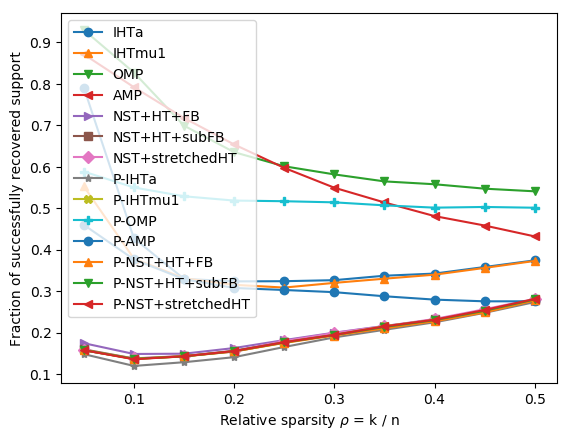 0.9
0.8
0.7
0.6
0.5
0.4
0.3
0.2
0.1
Fraction of successfully recovered support
IHTa
IHTmu1
OMP
AMP
NST+HT+FB
NST+HT+subFB
NST+stretchedHT
P-IHTa
P-IHTmu1
P-OMP
P-AMP
P-NST+HT+FB
P-NST+HT+subFB
P-NST+stretchedHT
0.1 0.2 0.3 0.4 0.5
Relative sparsity ρ = k / n